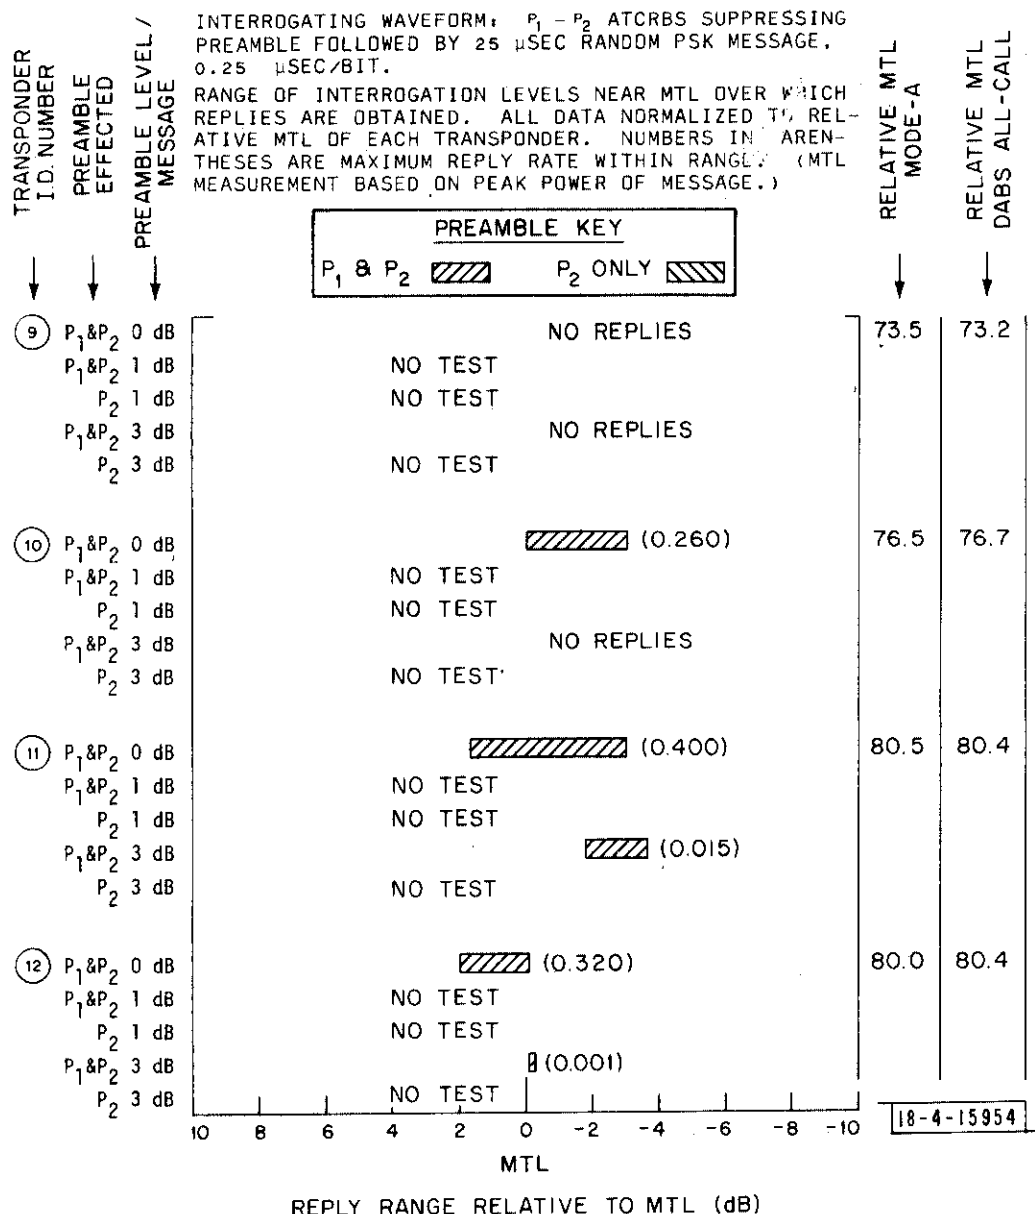 TRANSPONDER I.D. NUMBER
PREAMBLE EFFECTED
PREAMBLE LEVEL / MESSAGE
INTERROGATING WAVEFORM: P1 - P2 ATCRBS SUPPRESSING
PREAMBLE FOLLOWED BY 25 μSEC RANDOM PSK MESSAGE,
0.25 μSEC/BIT.
RANGE OF INTERROGATION LEVELS NEAR MTL OVER WHICH
REPLIES ARE OBTAINED. ALL DATA NORMALIZED TO REL-
ATIVE MTL OF EACH TRANSPONDER. NUMBERS IN AREN-
THESES ARE MAXIMUM REPLY RATE WITHIN RANGE. (MTL
MEASUREMENT BASED ON PEAK POWER OF MESSAGE.)
RELATIVE MTL MODE-A
RELATIVE MTL DABS ALL-CALL
PREAMBLE KEY
P1 & P2 P2 ONLY
9 P1&P2 0 dB NO REPLIES 73.5 73.2
P1&P2 1 dB NO TEST
P2 1 dB NO TEST
P1&P2 3 dB NO REPLIES
P2 3 dB NO TEST
10 P1&P2 0 dB (0.260) 76.5 76.7
P1&P2 1 dB NO TEST
P2 1 dB NO TEST
P1&P2 3 dB NO REPLIES
P2 3 dB NO TEST
11 P1&P2 0 dB (0.400) 80.5 80.4
P1&P2 1 dB NO TEST
P2 1 dB NO TEST
P1&P2 3 dB (0.015)
P2 3 dB NO TEST
12 P1&P2 0 dB (0.320) 80.0 80.4
P1&P2 1 dB NO TEST
P2 1 dB NO TEST
P1&P2 3 dB (0.001)
P2 3 dB NO TEST
18-4-15954
10 8 6 4 2 0 -2 -4 -6 -8 -10
MTL
REPLY RANGE RELATIVE TO MTL (dB)